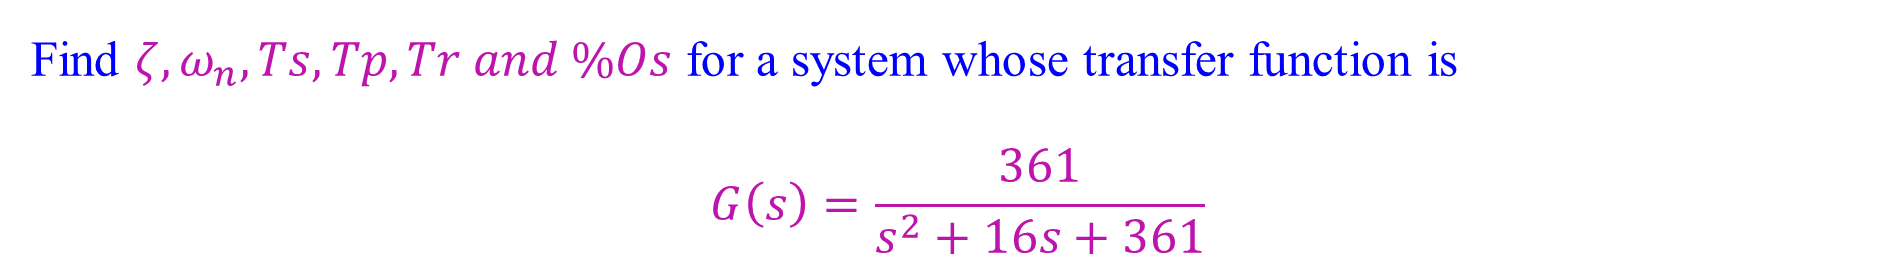 Find ζ, ωₙ, Ts, Tp, Tr and %Os for a system whose transfer function is
G(s) = 361 / (s² + 16s + 361)